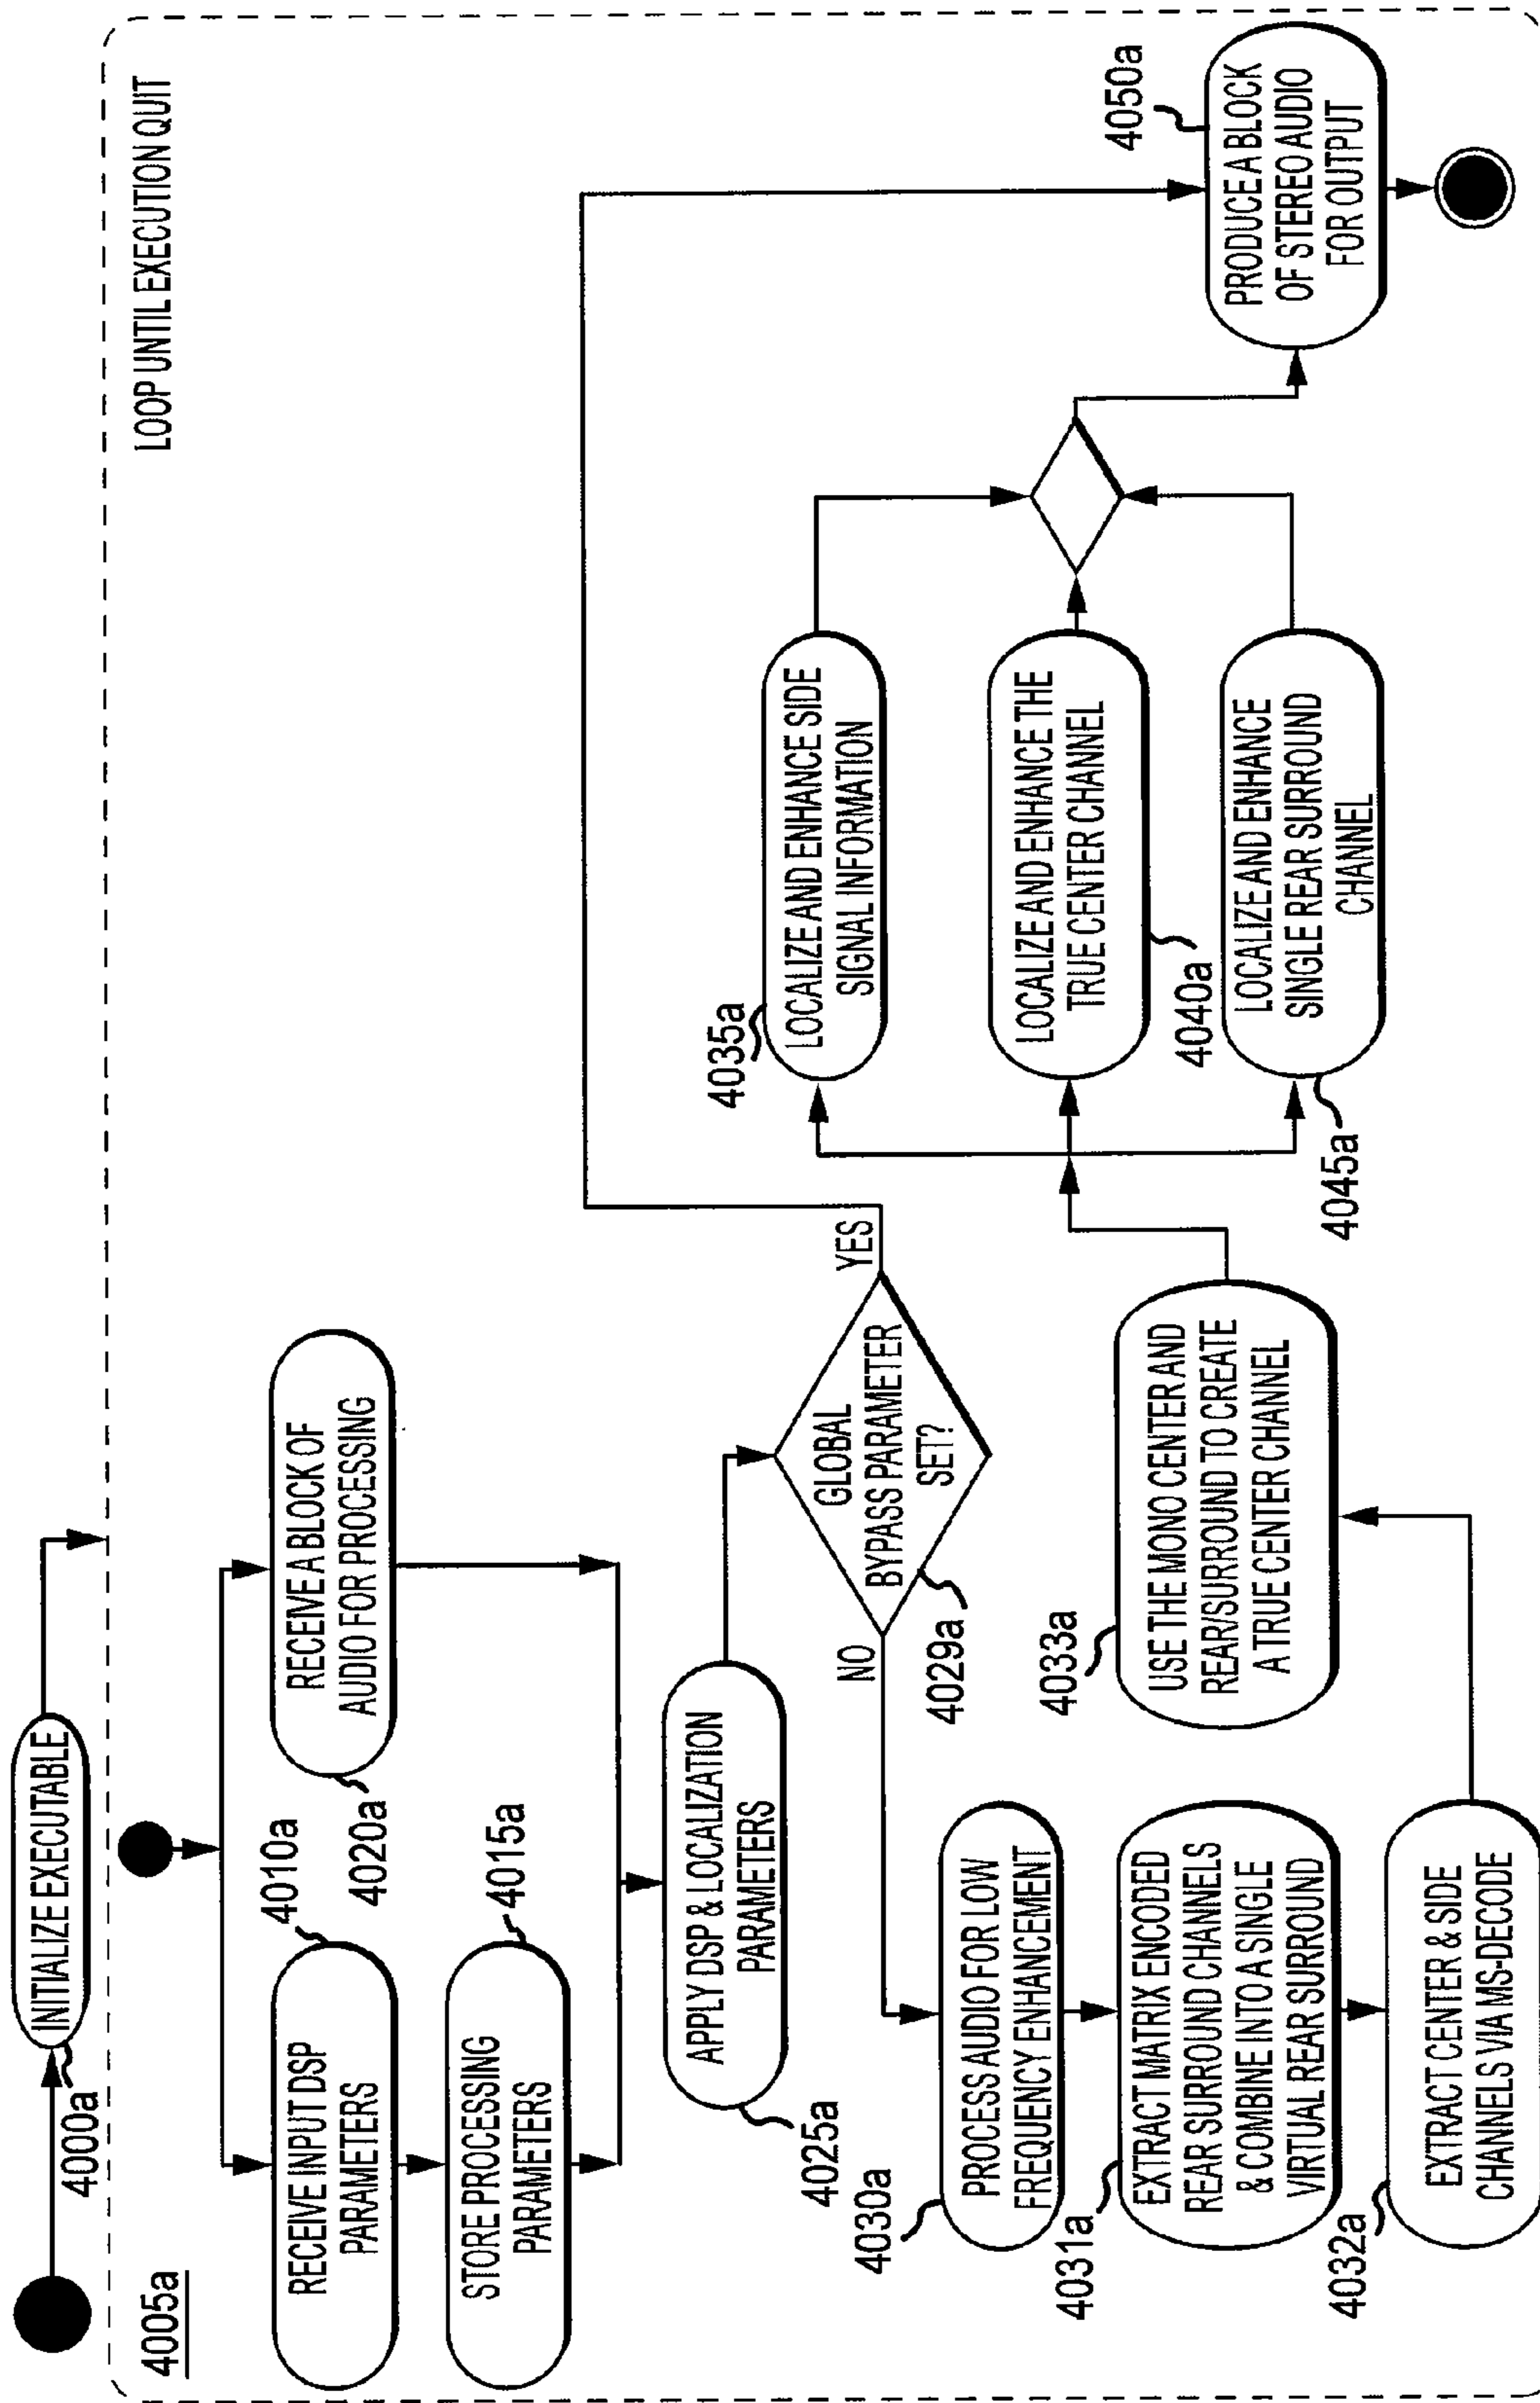 INITIALIZE EXECUTABLE
4000a
4005a
LOOP UNTIL EXECUTION QUIT
RECEIVE INPUT DSP
PARAMETERS
4010a
RECEIVE A BLOCK OF
AUDIO FOR PROCESSING
4020a
STORE PROCESSING
PARAMETERS
4015a
APPLY DSP & LOCALIZATION
PARAMETERS
4025a
GLOBAL
BYPASS PARAMETER
SET?
NO
YES
4029a
PROCESS AUDIO FOR LOW
FREQUENCY ENHANCEMENT
4030a
EXTRACT MATRIX ENCODED
REAR SURROUND CHANNELS
& COMBINE INTO A SINGLE
VIRTUAL REAR SURROUND
4031a
EXTRACT CENTER & SIDE
CHANNELS VIA MS-DECODE
4032a
USE THE MONO CENTER AND
REAR/SURROUND TO CREATE
A TRUE CENTER CHANNEL
4033a
LOCALIZE AND ENHANCE SIDE
SIGNAL INFORMATION
4035a
LOCALIZE AND ENHANCE THE
TRUE CENTER CHANNEL
4040a
LOCALIZE AND ENHANCE
SINGLE REAR SURROUND
CHANNEL
4045a
PRODUCE A BLOCK
OF STEREO AUDIO
FOR OUTPUT
4050a